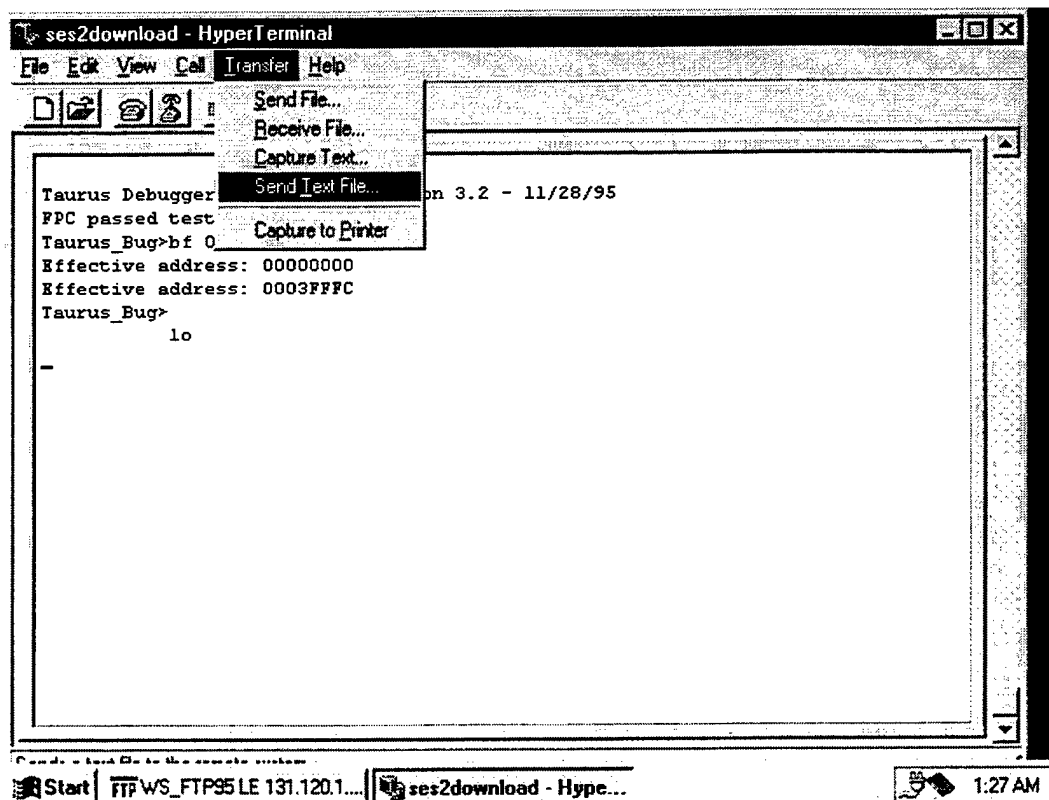 ses2download - HyperTerminal
File Edit View Call Transfer Help
Send File...
Receive File...
Capture Text...
Send Text File...
Capture to Printer
Taurus Debugger on 3.2 - 11/28/95
FPC passed test
Taurus_Bug>bf 0
Effective address: 00000000
Effective address: 0003FFFC
Taurus_Bug>
lo
Start FTP WS_FTP95 LE 131.120.1.... ses2download - Hype... 1:27 AM